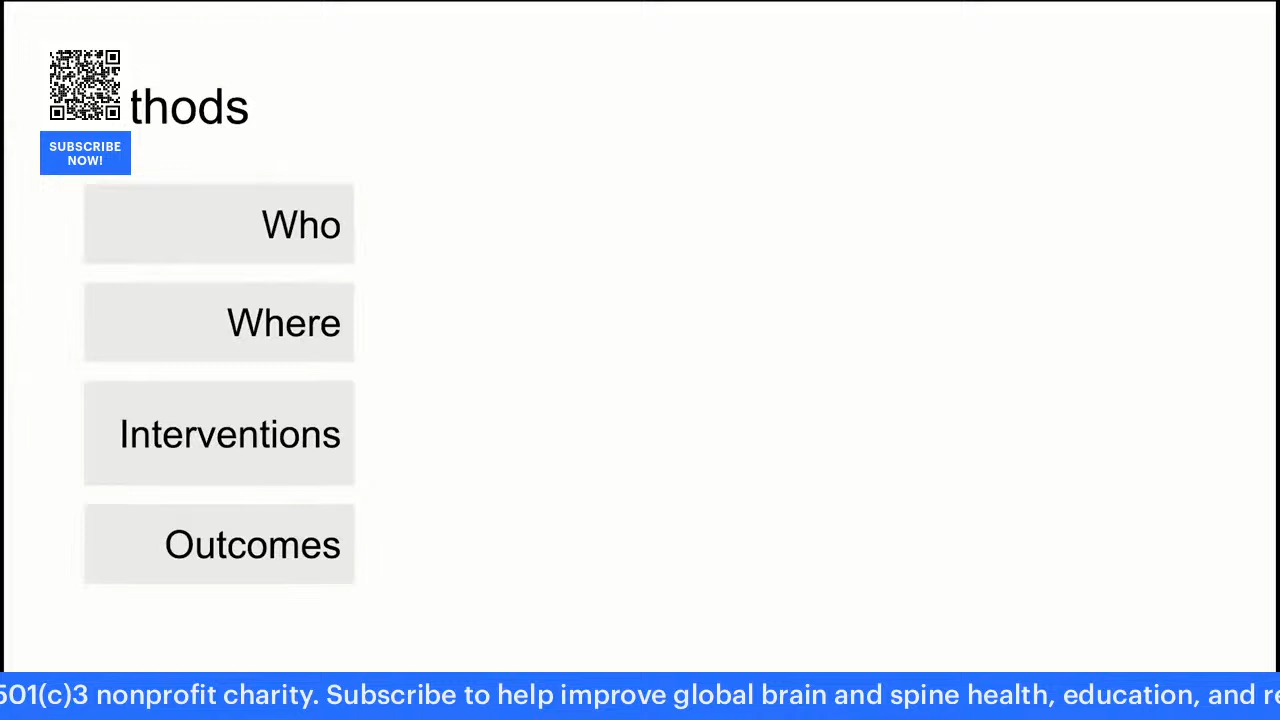 thods
SUBSCRIBE
NOW!
Who
Where
Interventions
Outcomes
501(c)3 nonprofit charity. Subscribe to help improve global brain and spine health, education, and re